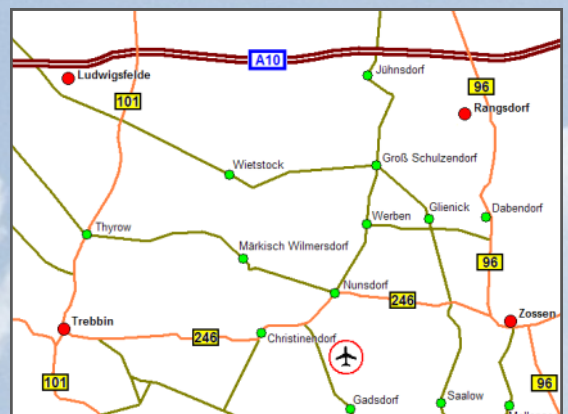 A10
Ludwigsfelde
Jühnsdorf
101
96
Rangsdorf
Groß Schulzendorf
Wietstock
Werben
Glienick
Dabendorf
Thyrow
Märkisch Wilmersdorf
96
Nunsdorf
246
Zossen
Trebbin
246
Christinendorf
101
96
Gadsdorf
Saalow